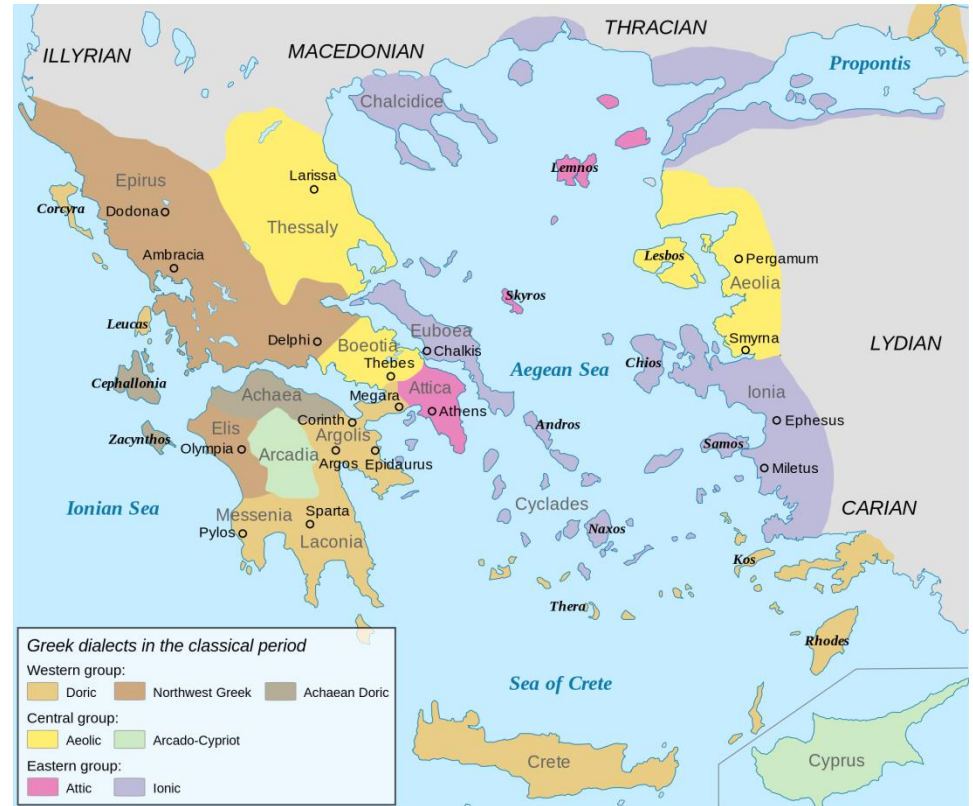 ILLYRIAN
MACEDONIAN
THRACIAN
Propontis
Chalcidice
Lemnos
Larissa
Epirus
Corcyra
Dodona
Thessaly
Ambracia
Lesbos
Pergamum
Aeolia
Skyros
Leucas
Delphi
Boeotia
Euboea
Thebes
Chalkis
Smyrna
LYDIAN
Chios
Aegean Sea
Cephallonia
Achaea
Megara
Attica
Athens
Ionia
Corinth
Zacynthos
Elis
Argolis
Andros
Ephesus
Olympia
Arcadia
Argos
Epidaurus
Samos
Miletus
Ionian Sea
Messenia
Sparta
Cyclades
CARIAN
Pylos
Laconia
Naxos
Kos
Thera
Rhodes
Sea of Crete
Crete
Cyprus
Greek dialects in the classical period
Western group:
Doric Northwest Greek Achaean Doric
Central group:
Aeolic Arcado-Cypriot
Eastern group:
Attic Ionic